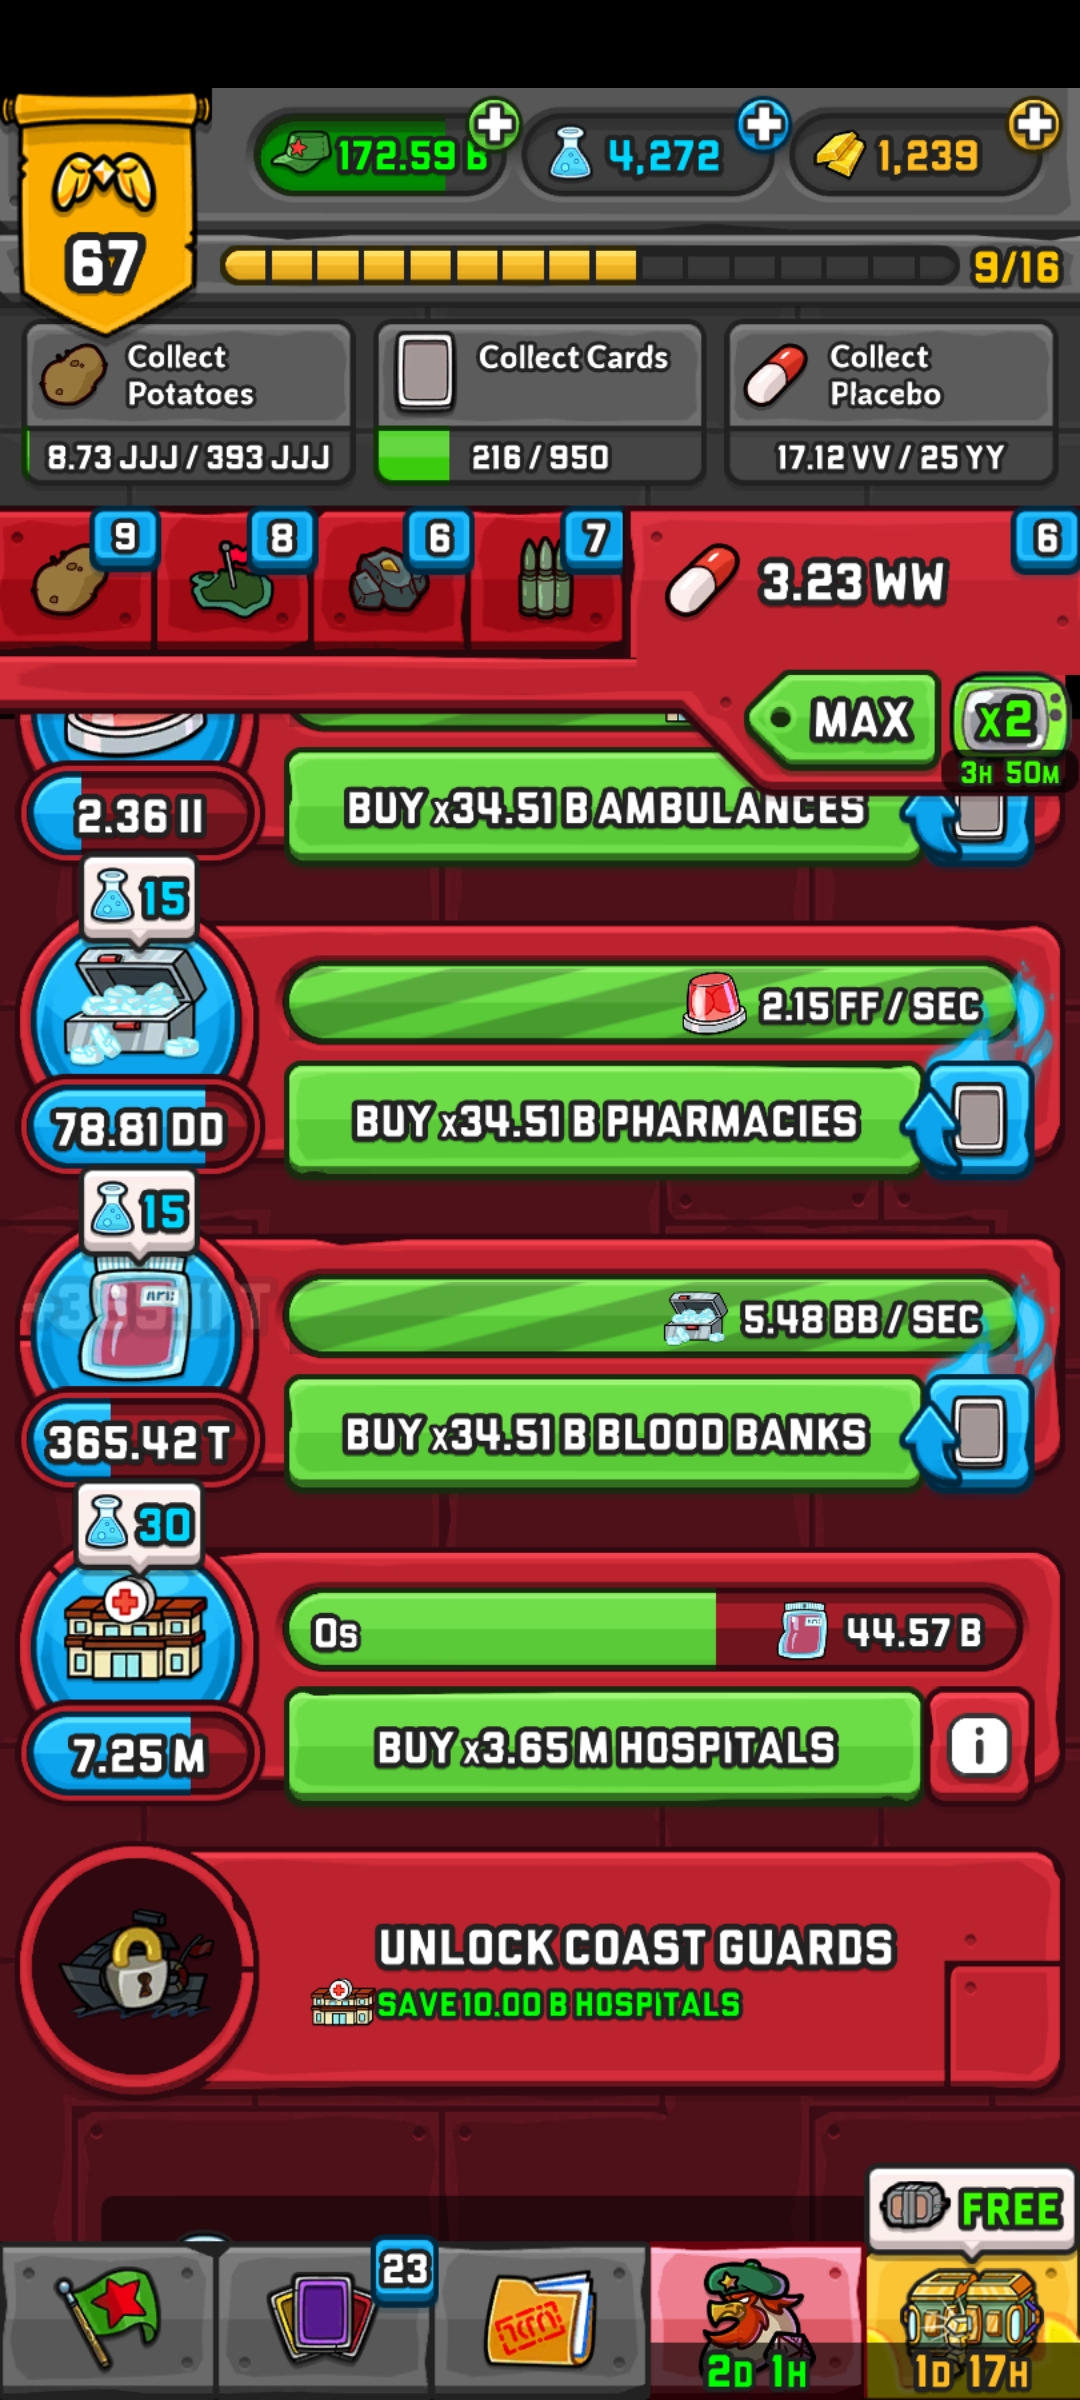 172.59 B
4,272
1,239
67
9/16
Collect
Potatoes
8.73 JJJ / 393 JJJ
Collect Cards
216 / 950
Collect
Placebo
17.12 VV / 25 YY
9
8
6
7
3.23 WW
6
MAX
x2
3H 50M
2.36 II
BUY x34.51 B AMBULANCES
15
2.15 FF / SEC
78.81 DD
BUY x34.51 B PHARMACIES
15
5.48 BB / SEC
365.42 T
BUY x34.51 B BLOOD BANKS
30
0s
44.57 B
7.25 M
BUY x3.65 M HOSPITALS
i
UNLOCK COAST GUARDS
SAVE 10.00 B HOSPITALS
FREE
23
2D 1H
1D 17H